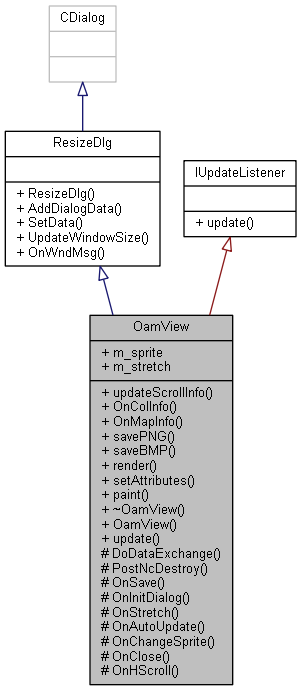 CDialog
ResizeDlg
+ ResizeDlg()
+ AddDialogData()
+ SetData()
+ UpdateWindowSize()
+ OnWndMsg()
IUpdateListener
+ update()
OamView
+ m_sprite
+ m_stretch
+ updateScrollInfo()
+ OnColInfo()
+ OnMapInfo()
+ savePNG()
+ saveBMP()
+ render()
+ setAttributes()
+ paint()
+ ~OamView()
+ OamView()
+ update()
# DoDataExchange()
# PostNcDestroy()
# OnSave()
# OnInitDialog()
# OnStretch()
# OnAutoUpdate()
# OnChangeSprite()
# OnClose()
# OnHScroll()